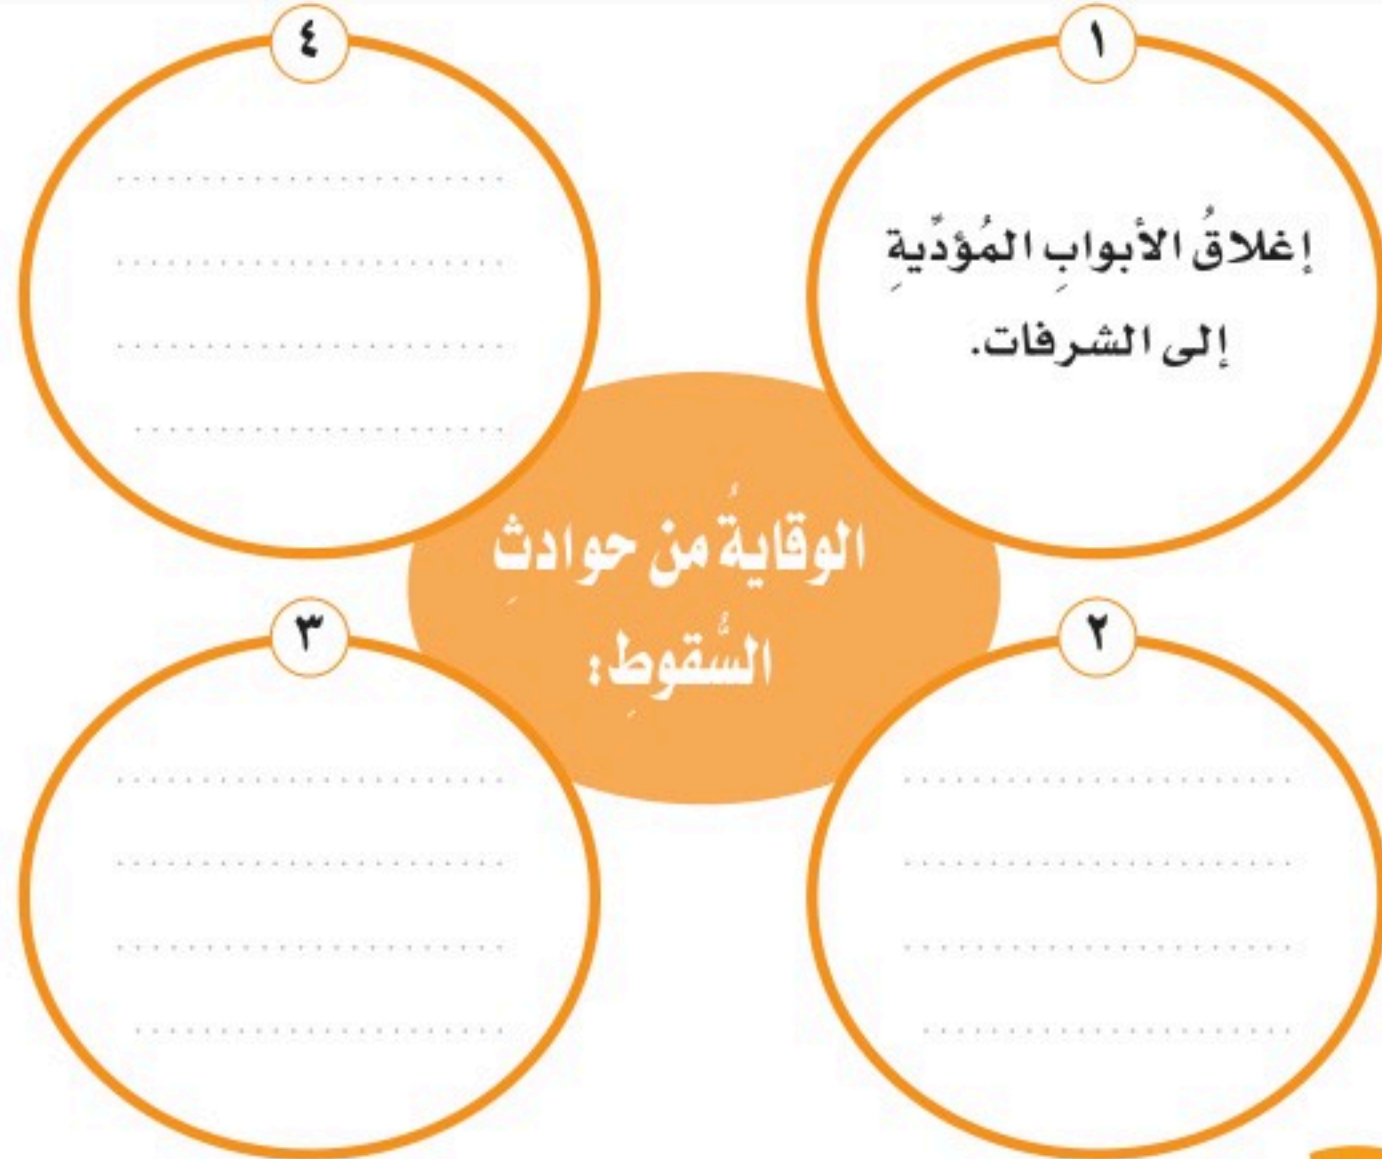 ١
إغلاقُ الأبوابِ المُؤدِّيةِ
إلى الشرفات.
٤
الوقايةُ من حوادثِ
السُّقوطِ:
٢
٣